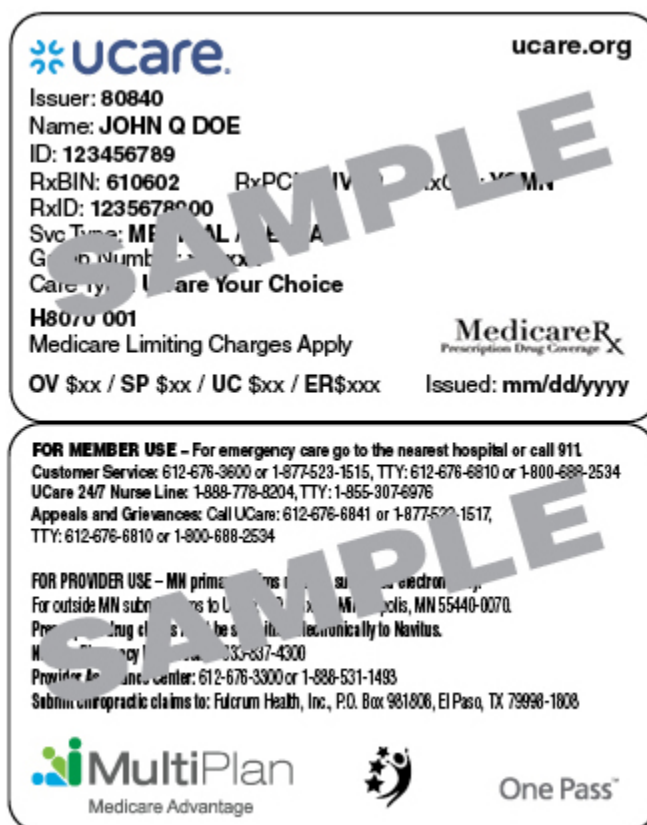 ucare®
ucare.org
Issuer: 80840
Name: JOHN Q DOE
ID: 123456789
RxBIN: 610602
RxID: 1235678900
Svc Type:
Your Choice
H8070 001
Medicare Limiting Charges Apply
MedicareRx
Prescription Drug Coverage
OV $xx / SP $xx / UC $xx / ER$xxx Issued: mm/dd/yyyy
SAMPLE
FOR MEMBER USE – For emergency care go to the nearest hospital or call 911.
Customer Service: 612-676-3600 or 1-877-523-1515, TTY: 612-676-6810 or 1-800-688-2534
UCare 24/7 Nurse Line: 1-888-778-8204, TTY: 1-855-307-6976
Appeals and Grievances: Call UCare: 612-676-6841 or
TTY: 612-676-6810 or 1-800-688-2534
FOR PROVIDER USE – MN
For outside MN MN 55440-0070.
to Navitus.
Provider Center: 612-676-3300 or 1-888-531-1493
Submit chiropractic claims to: Fulcrum Health, Inc., P.O. Box 981808, El Paso, TX 79998-1808
SAMPLE
MultiPlan
Medicare Advantage
One Pass™